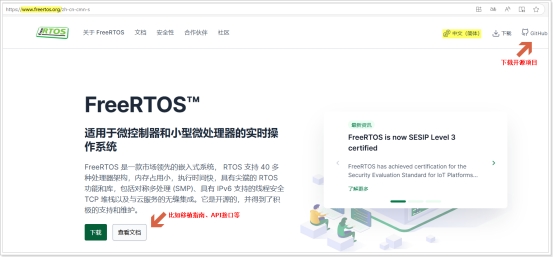 https://www.freertos.org/zh-cn-cmn-s
RTOS
关于 FreeRTOS 文档 安全性 合作伙伴 社区
中文 (简体) 下载 GitHub
下载开源项目
FreeRTOS™
适用于微控制器和小型微处理器的实时操
作系统
FreeRTOS 是一款市场领先的嵌入式系统， RTOS 支持 40 多
种处理器架构，内存占用小，执行时间快，具有尖端的 RTOS
功能和库，包括对称多处理 (SMP)，具有 IPv6 支持的线程安全
TCP 堆栈以及与云服务的无缝集成。它是开源的，并得到了积
极的支持和维护。
下载 查看文档
比如移植指南、API接口等
最新资讯
FreeRTOS is now SESIP Level 3
certified
FreeRTOS has achieved certification for the
Security Evaluation Standard for IoT Platforms...
了解更多